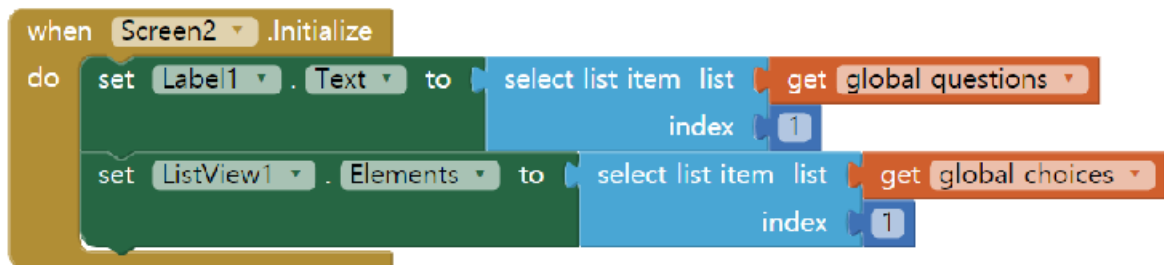 when Screen2 .Initialize
do set Label1 . Text to select list item list get global questions
index 1
set ListView1 . Elements to select list item list get global choices
index 1